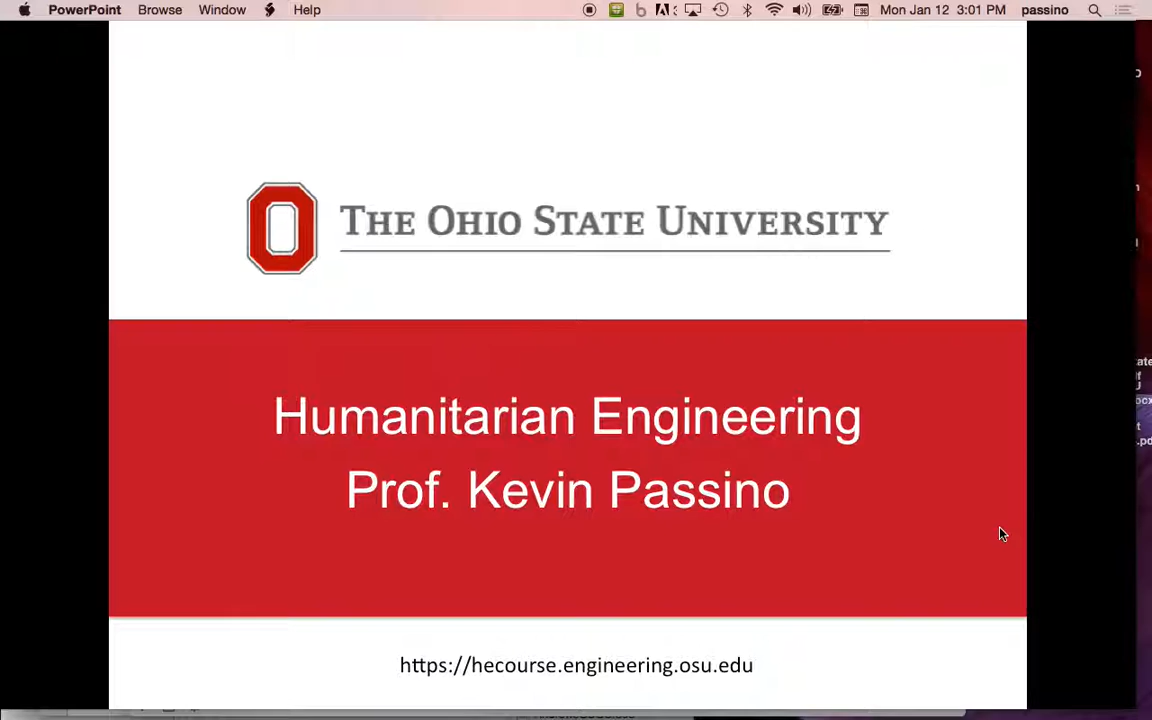 PowerPoint Browse Window Help Mon Jan 12 3:01 PM passino
THE OHIO STATE UNIVERSITY
Humanitarian Engineering
Prof. Kevin Passino
https://hecourse.engineering.osu.edu